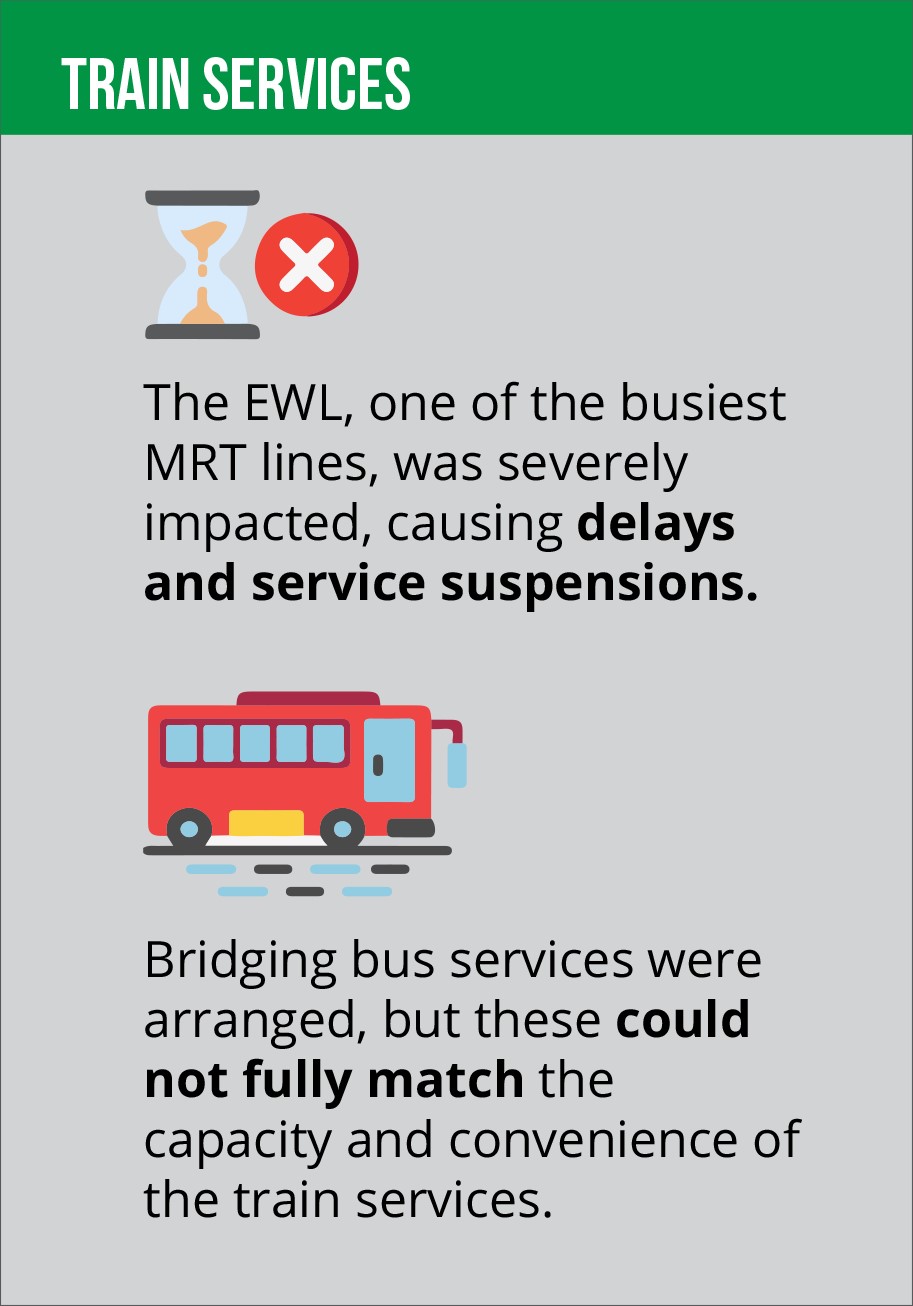 TRAIN SERVICES
The EWL, one of the busiest
MRT lines, was severely
impacted, causing delays
and service suspensions.
Bridging bus services were
arranged, but these could
not fully match the
capacity and convenience of
the train services.